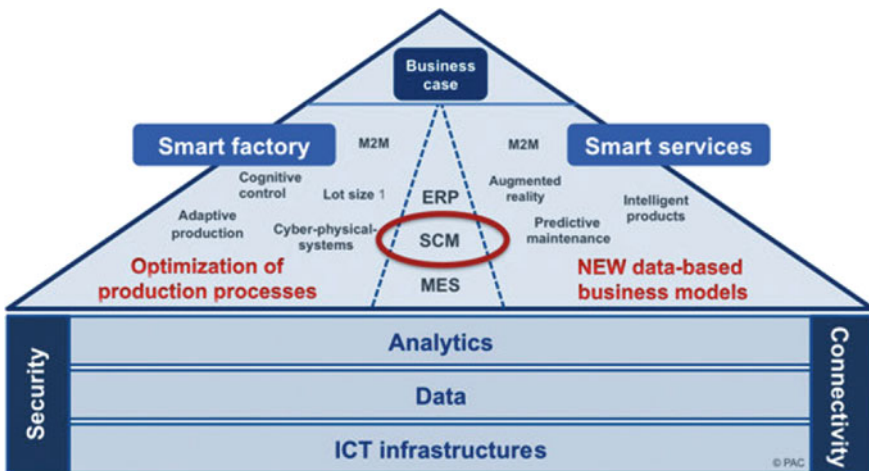 Business
case
Smart factory
Smart services
M2M
M2M
Cognitive
control
Lot size 1
ERP
Augmented
reality
Intelligent
products
Adaptive
production
Cyber-physical-
systems
SCM
Predictive
maintenance
Optimization of
production processes
MES
NEW data-based
business models
Security
Analytics
Data
ICT infrastructures
Connectivity
© PAC